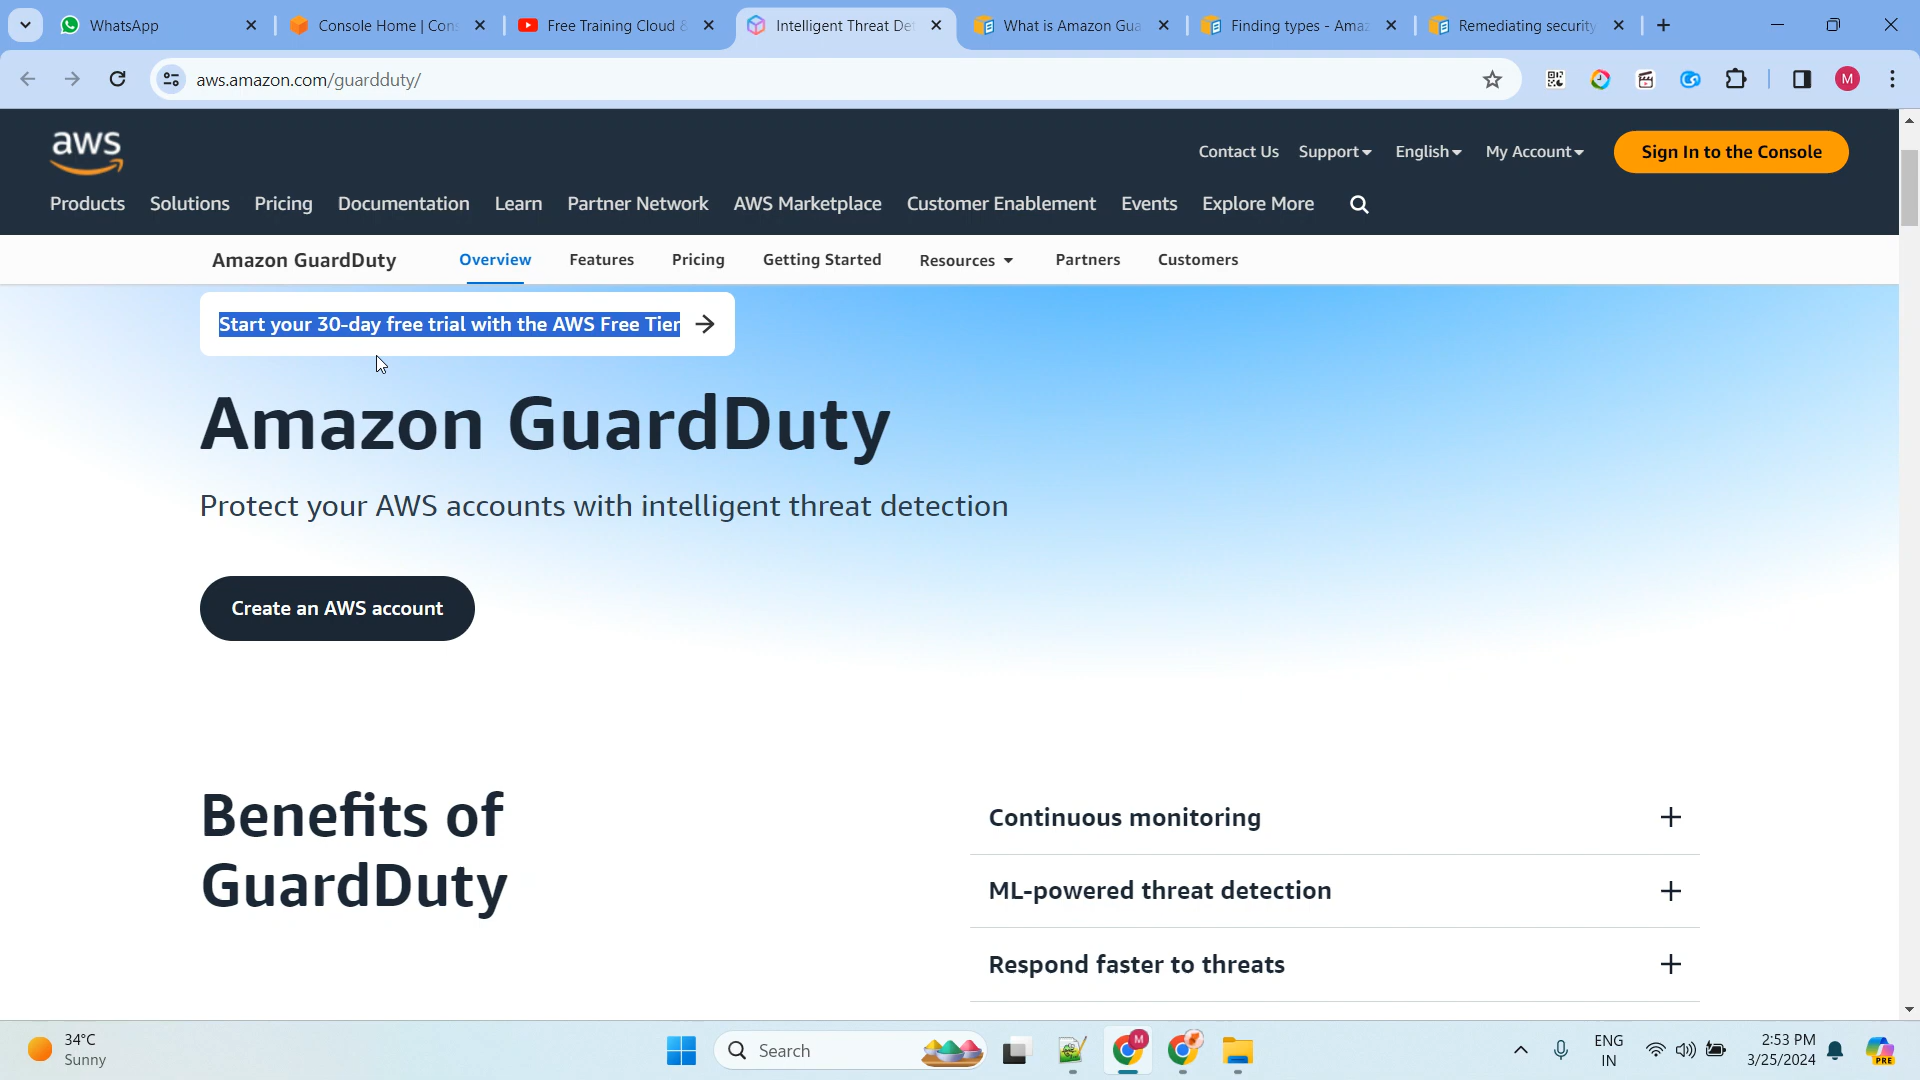 WhatsApp
Console Home | Cons
Free Training Cloud &
Intelligent Threat Det
What is Amazon Gua
Finding types - Amaz
Remediating security
aws.amazon.com/guardduty/
M
aws
Contact Us
Support
English
My Account
Sign In to the Console
Products
Solutions
Pricing
Documentation
Learn
Partner Network
AWS Marketplace
Customer Enablement
Events
Explore More
Amazon GuardDuty
Overview
Features
Pricing
Getting Started
Resources
Partners
Customers
Start your 30-day free trial with the AWS Free Tier
Amazon GuardDuty
Protect your AWS accounts with intelligent threat detection
Create an AWS account
Benefits of
GuardDuty
Continuous monitoring
ML-powered threat detection
Respond faster to threats
34°C
Sunny
Search
M
ENG
IN
2:53 PM
3/25/2024
PRE